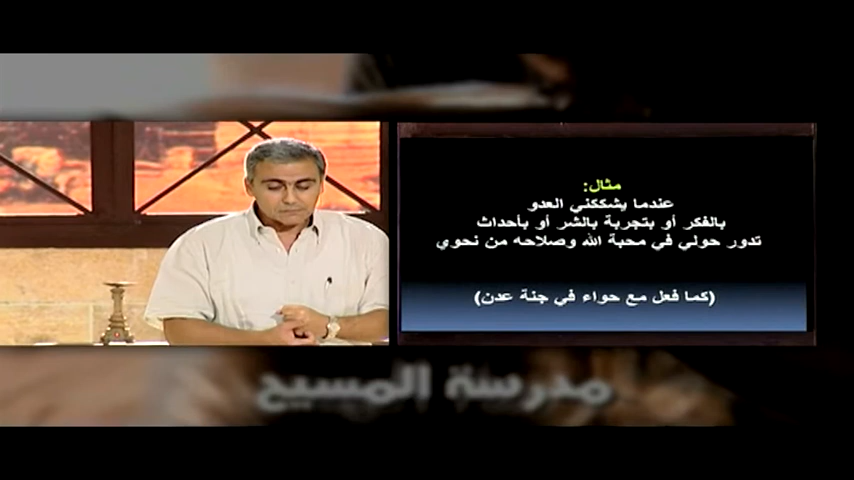 مثال:
عندما يشككني العدو
بالفكر أو بتجربة بالشر أو بأحداث
تدور حولي في محبة الله وصلاحه من نحوي
(كما فعل مع حواء في جنة عدن)
مدرسة المسيح